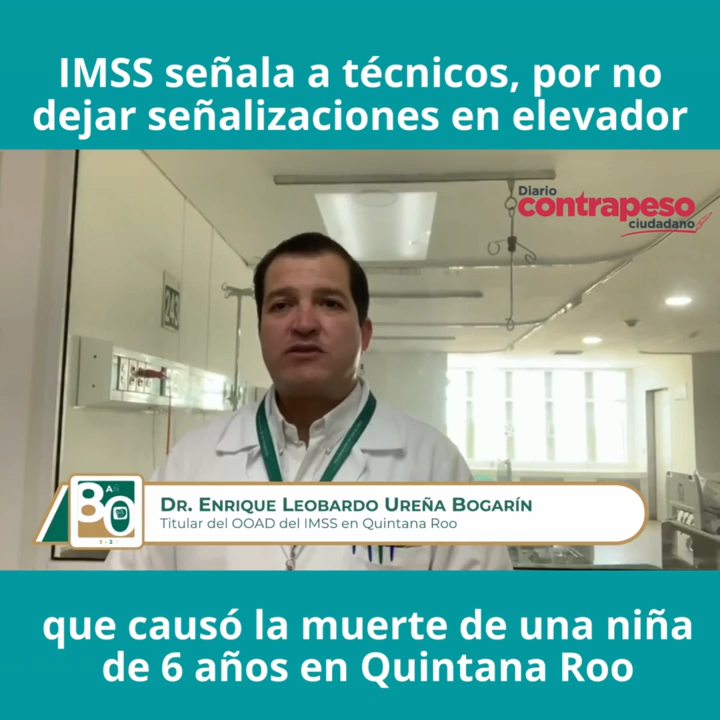 IMSS señala a técnicos, por no
dejar señalizaciones en elevador
Diario
contrapeso
ciudadano
243
80
DR. ENRIQUE LEOBARDO UREÑA BOGARÍN
Titular del OOAD del IMSS en Quintana Roo
que causó la muerte de una niña
de 6 años en Quintana Roo